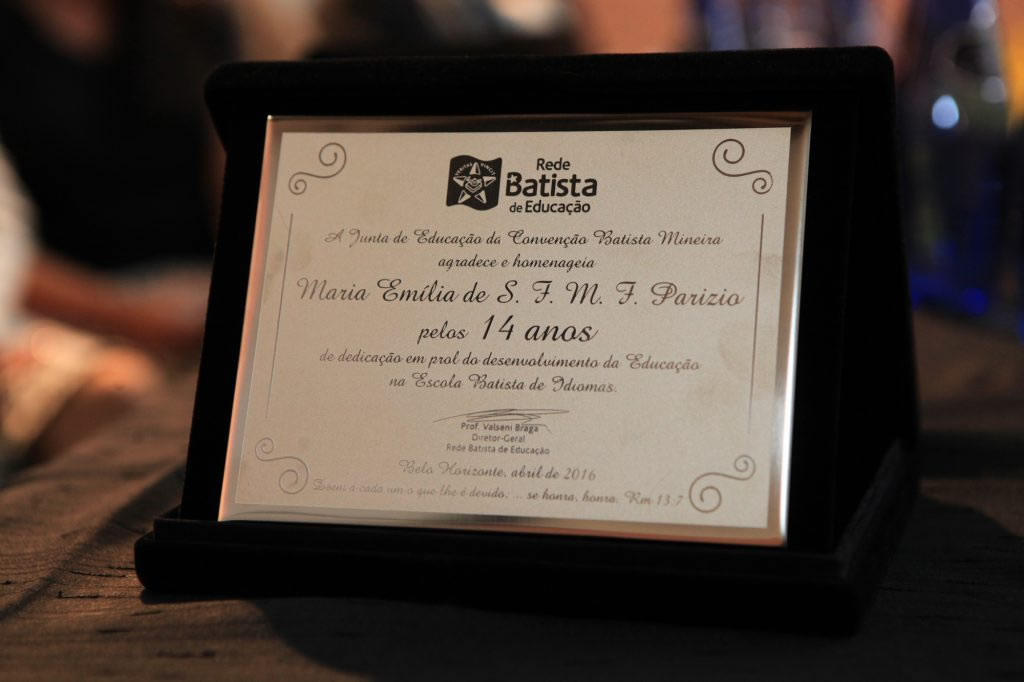 VERITAS VINCIT
Rede
Batista
de Educação
A Junta de Educação da Convenção Batista Mineira
agradece e homenageia
Maria Emília de S. F. M. F. Parizio
pelos 14 anos
de dedicação em prol do desenvolvimento da Educação
na Escola Batista de Idiomas.
Prof. Valseni Braga
Diretor-Geral
Rede Batista de Educação
Belo Horizonte, abril de 2016
Deem a cada um o que lhe é devido: ... se honra, honra. Rm 13.7